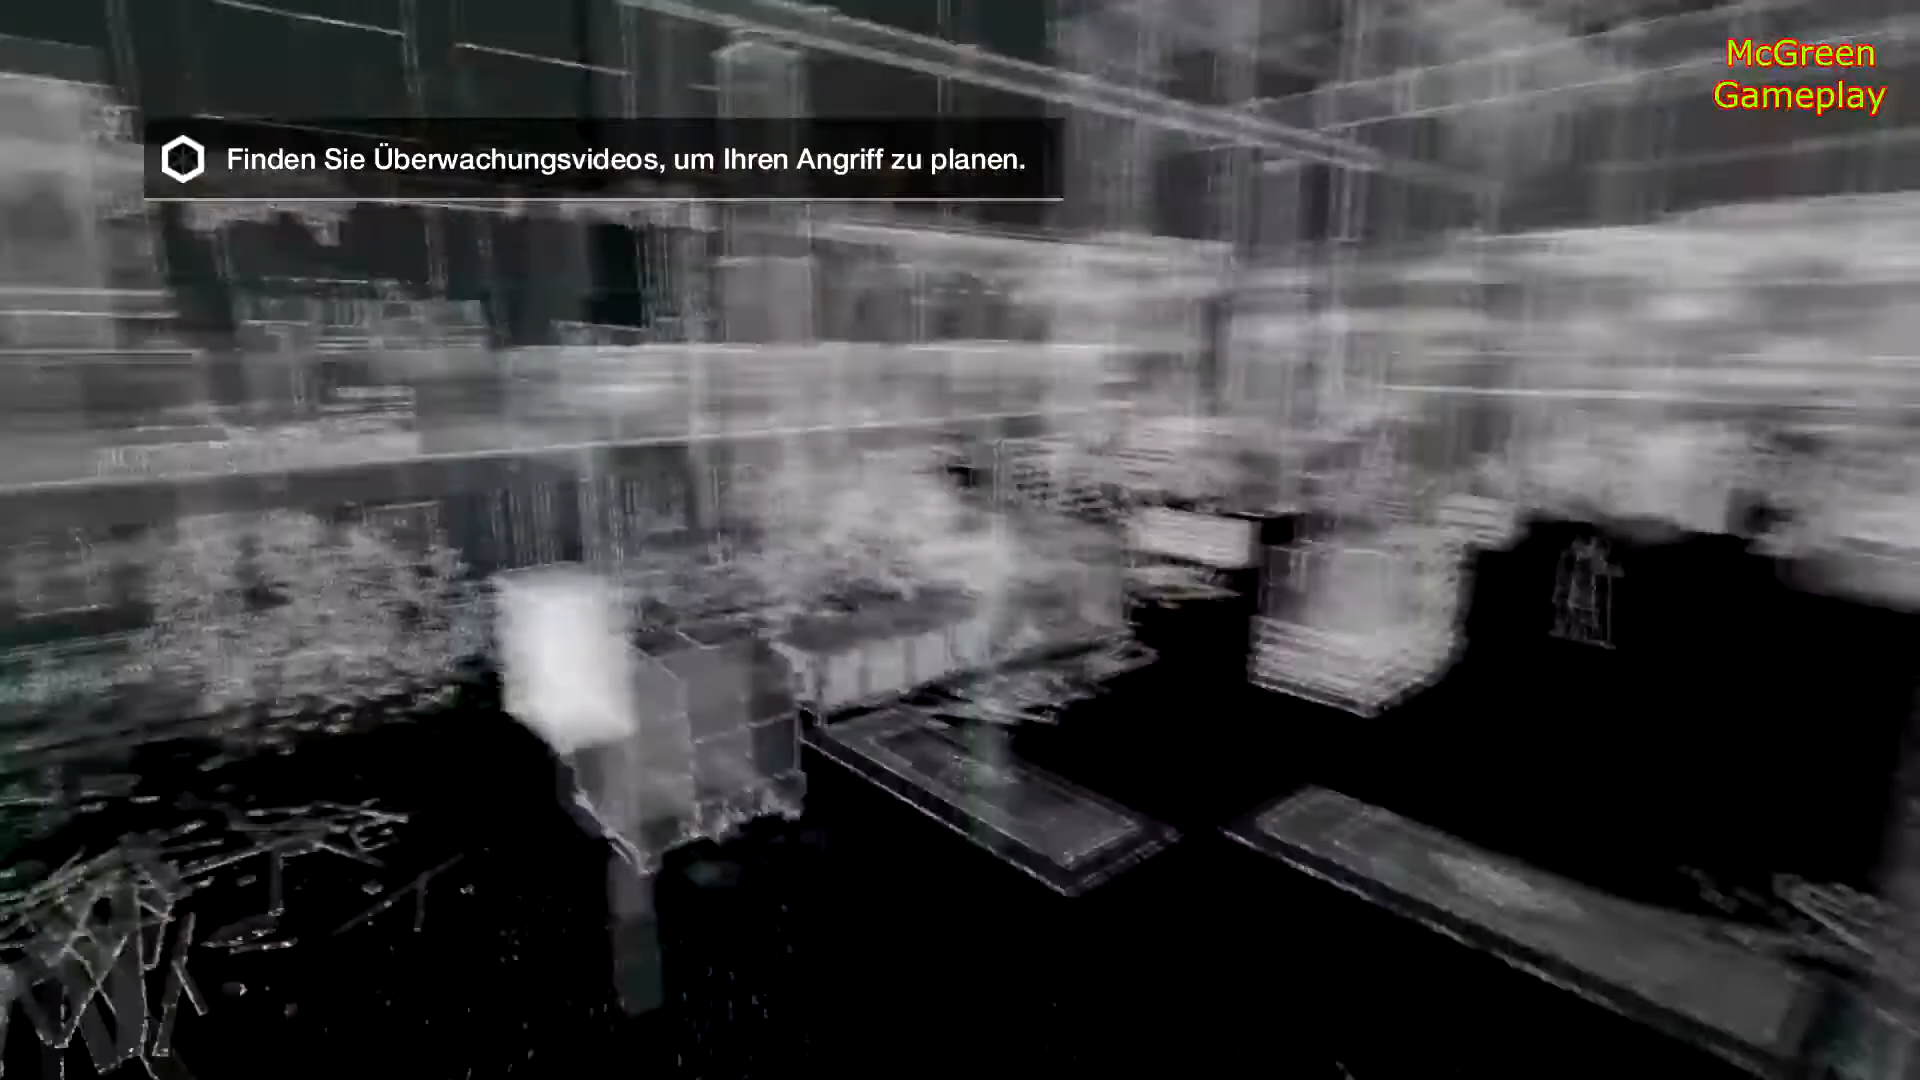 McGreen
Gameplay
Finden Sie Überwachungsvideos, um Ihren Angriff zu planen.